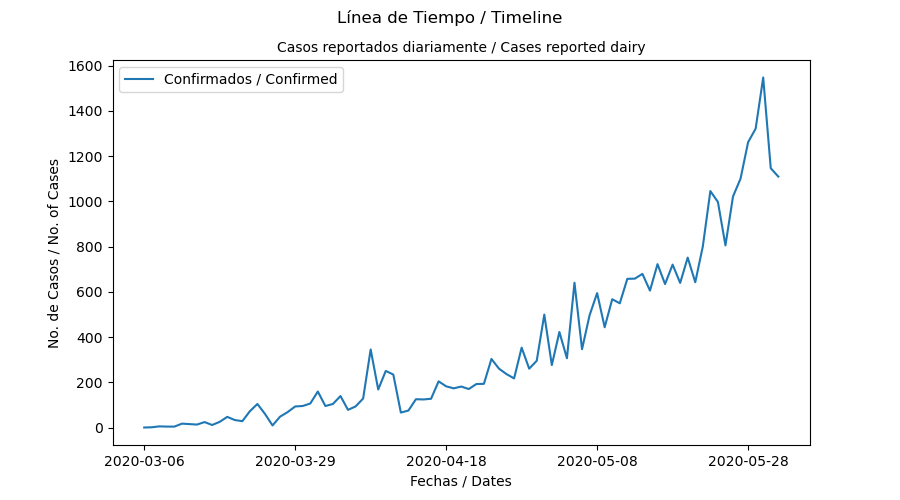 Línea de Tiempo / Timeline
Casos reportados diariamente / Cases reported dairy
Confirmados / Confirmed
No. de Casos / No. of Cases
1600
1400
1200
1000
800
600
400
200
0
2020-03-06
2020-03-29
2020-04-18
2020-05-08
2020-05-28
Fechas / Dates